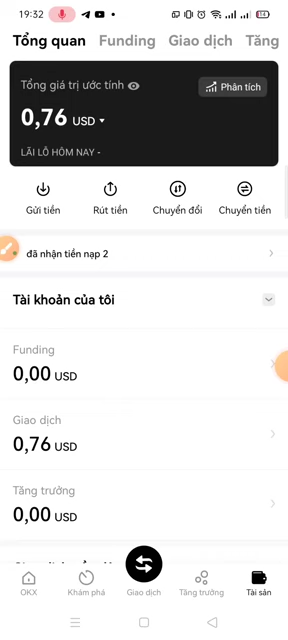 19:32
14
Tổng quan Funding Giao dịch Tăng
Tổng giá trị ước tính
Phân tích
0,76 USD
LÃI LỖ HÔM NAY -
Gửi tiền Rút tiền Chuyển đổi Chuyển tiền
đã nhận tiền nạp 2
Tài khoản của tôi
Funding
0,00 USD
Giao dịch
0,76 USD
Tăng trưởng
0,00 USD
OKX Khám phá Giao dịch Tăng trưởng Tài sản